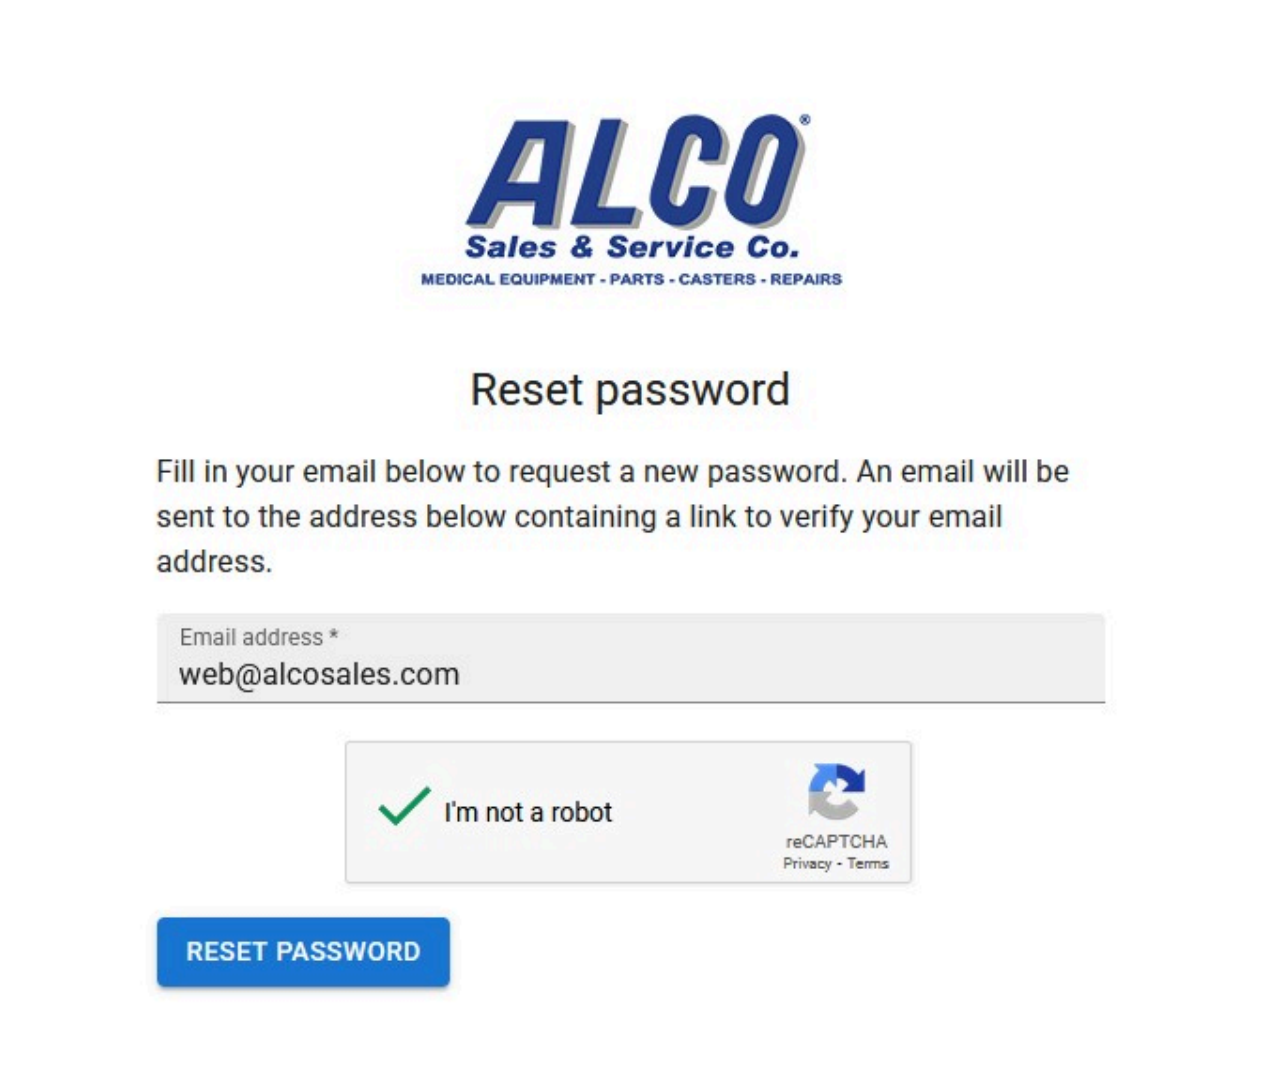 ALCO®
Sales & Service Co.
MEDICAL EQUIPMENT - PARTS - CASTERS - REPAIRS
Reset password
Fill in your email below to request a new password. An email will be
sent to the address below containing a link to verify your email
address.
Email address *
web@alcosales.com
I'm not a robot
reCAPTCHA
Privacy - Terms
RESET PASSWORD